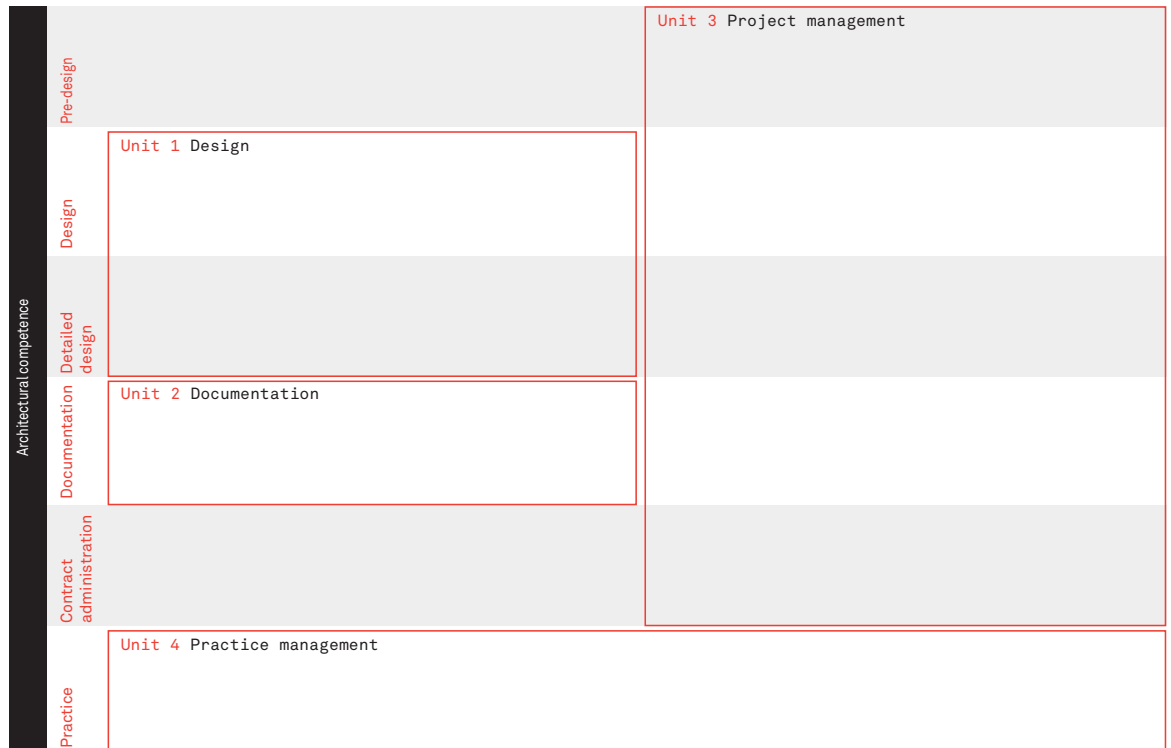 Architectural competence
Pre-design
Unit 3 Project management
Design
Unit 1 Design
Detailed
design
Documentation
Unit 2 Documentation
Contract
administration
Practice
Unit 4 Practice management